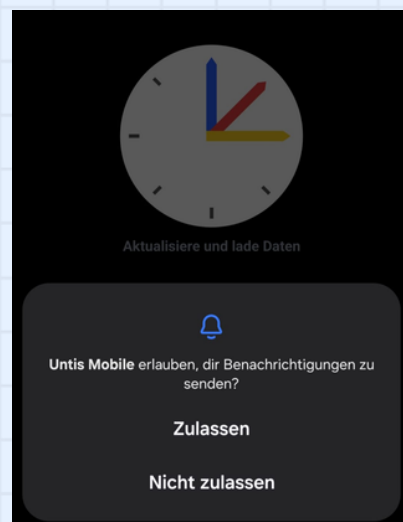 Aktualisiere und lade Daten
Untis Mobile erlauben, dir Benachrichtigungen zu
senden?
Zulassen
Nicht zulassen